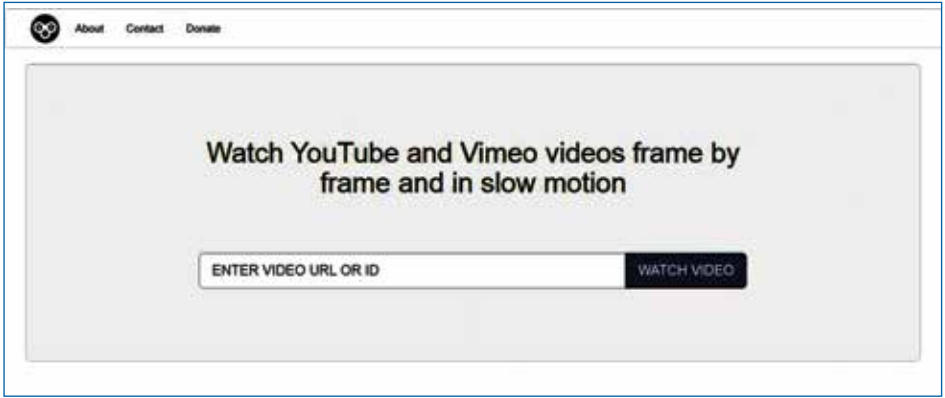 About Contact Donate
Watch YouTube and Vimeo videos frame by
frame and in slow motion
ENTER VIDEO URL OR ID WATCH VIDEO